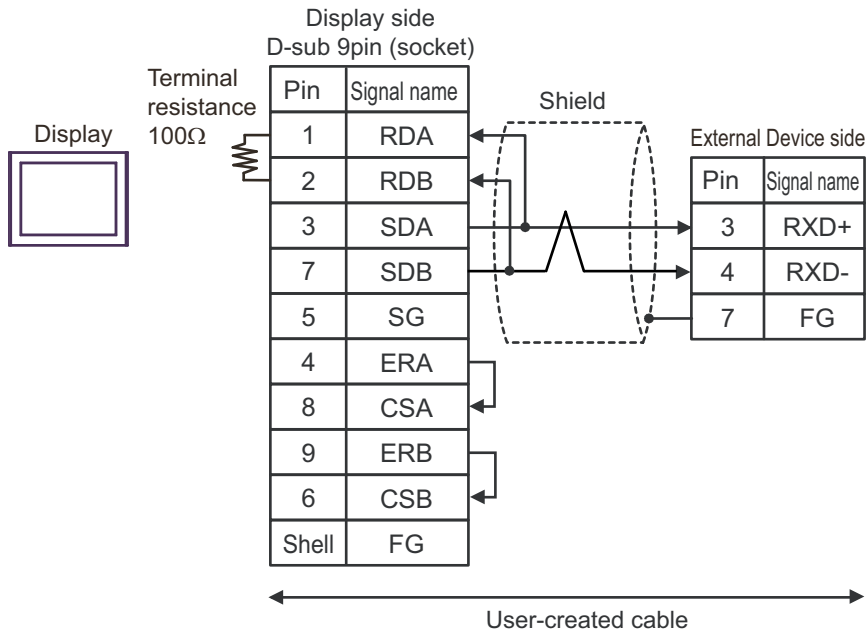 Display side
D-sub 9pin (socket)
Terminal
resistance
100Ω
Display
Shield
External Device side
Pin Signal name
1 RDA
2 RDB
3 SDA
7 SDB
5 SG
4 ERA
8 CSA
9 ERB
6 CSB
Shell FG
Pin Signal name
3 RXD+
4 RXD-
7 FG
User-created cable